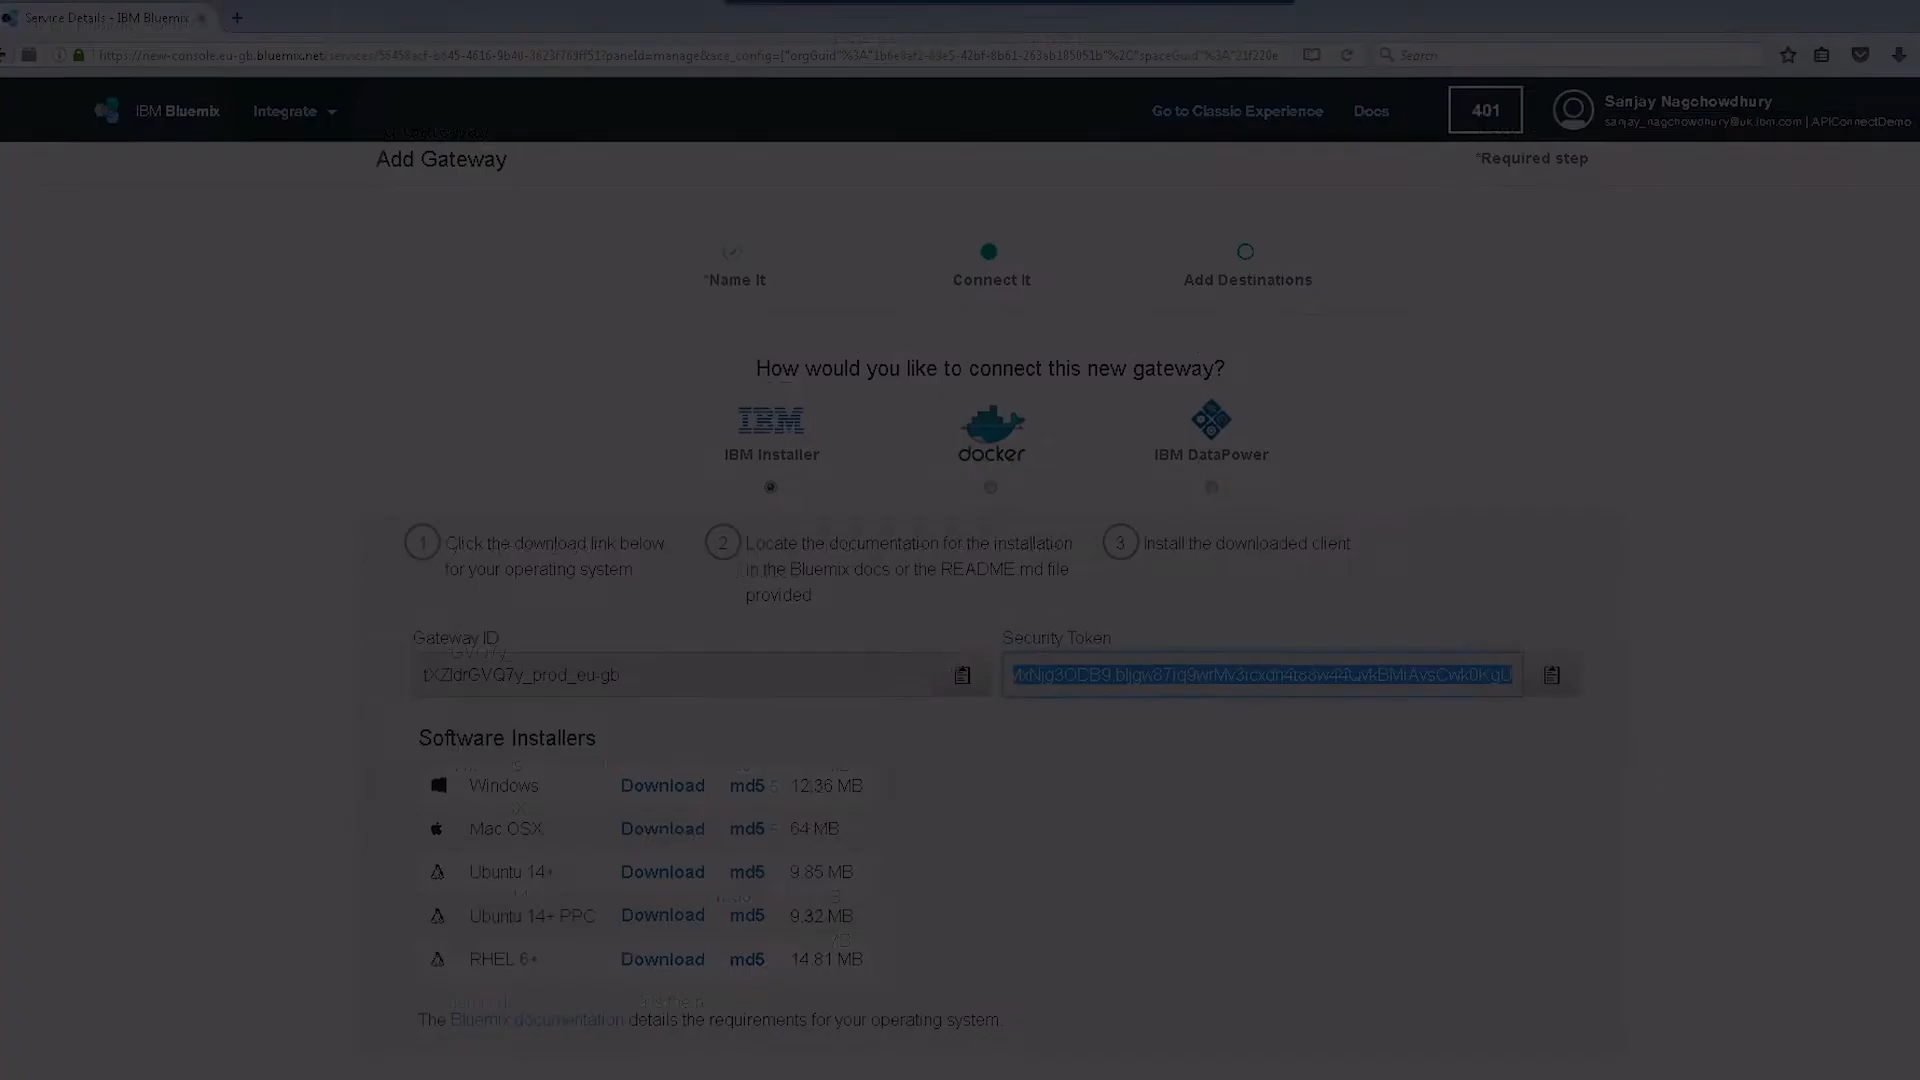 Service Details - IBM Bluemix
Search
IBM Bluemix
Integrate
Go to Classic Experience
Docs
401
Sanjay Nagchowdhury
sanjay_nagchowdhury@uk.ibm.com | APIConnectDemo
Add Gateway
*Required step
*Name It
Connect It
Add Destinations
How would you like to connect this new gateway?
IBM
docker
IBM Installer
IBM DataPower
1 Click the download link below
for your operating system
2 Locate the documentation for the installation
in the Bluemix docs or the README.md file
provided
3 Install the downloaded client
Gateway ID
Security Token
tXZldrGVQ7y_prod_eu-gb
Software Installers
Windows Download md5 12.36 MB
Mac OSX Download md5 64 MB
Ubuntu 14+ Download md5 9.85 MB
Ubuntu 14+ PPC Download md5 9.32 MB
RHEL 6+ Download md5 14.81 MB
The Bluemix documentation details the requirements for your operating system.